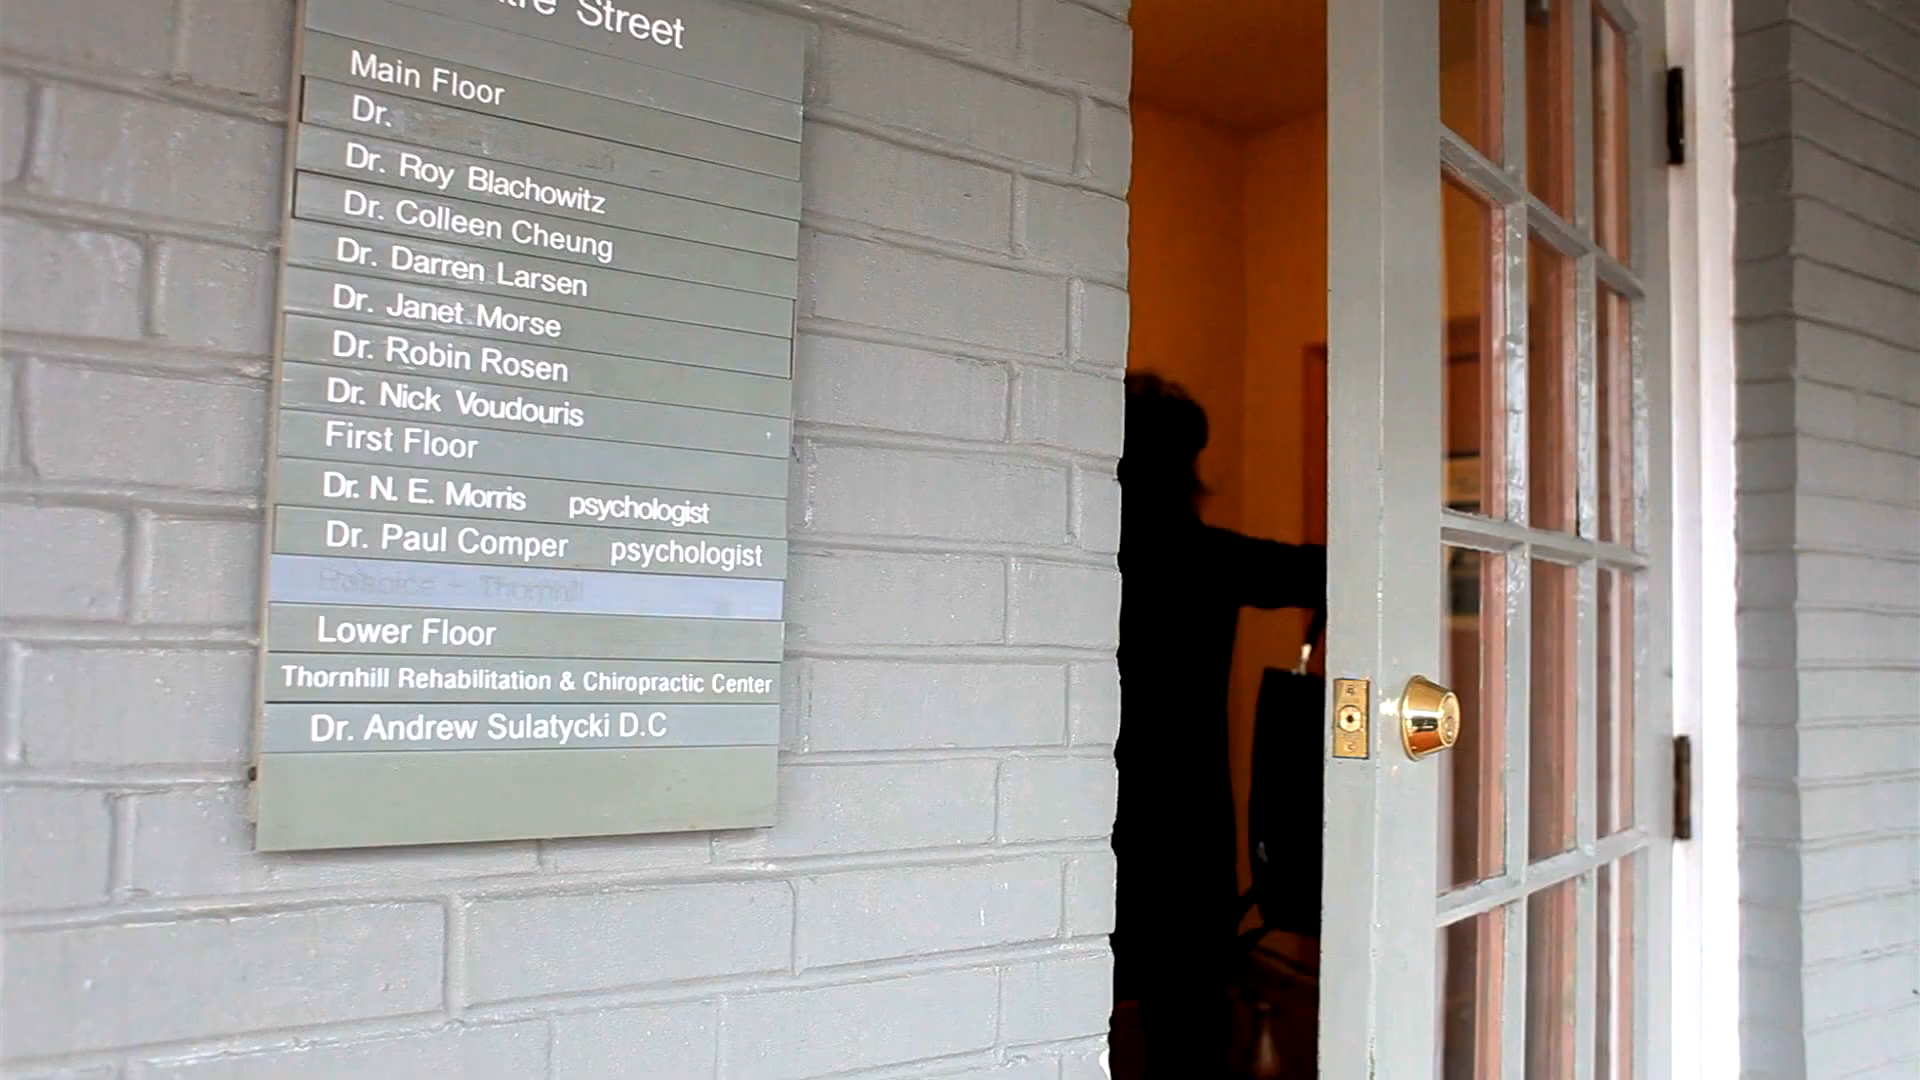 Street
Main Floor
Dr.
Dr. Roy Blachowitz
Dr. Colleen Cheung
Dr. Darren Larsen
Dr. Janet Morse
Dr. Robin Rosen
Dr. Nick Voudouris
First Floor
Dr. N. E. Morris psychologist
Dr. Paul Comper psychologist
- Thornhill
Lower Floor
Thornhill Rehabilitation & Chiropractic Center
Dr. Andrew Sulatycki D.C